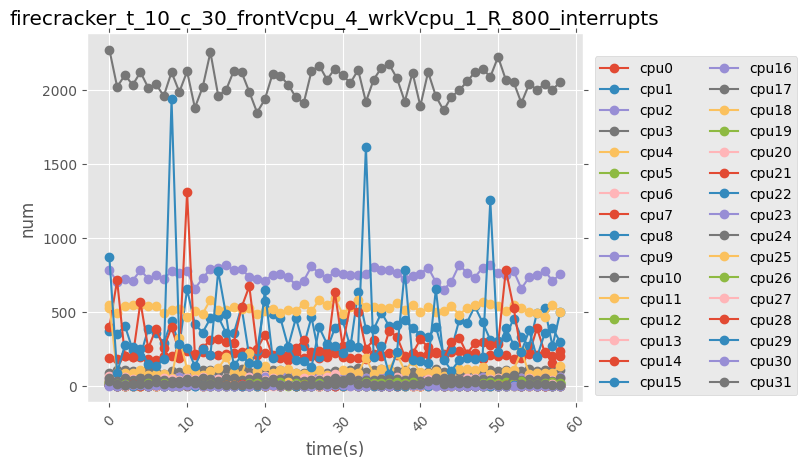 firecracker_t_10_c_30_frontVcpu_4_wrkVcpu_1_R_800_interrupts
num
2000
1500
1000
500
0
0
10
20
30
40
50
60
time(s)
cpu0
cpu1
cpu2
cpu3
cpu4
cpu5
cpu6
cpu7
cpu8
cpu9
cpu10
cpu11
cpu12
cpu13
cpu14
cpu15
cpu16
cpu17
cpu18
cpu19
cpu20
cpu21
cpu22
cpu23
cpu24
cpu25
cpu26
cpu27
cpu28
cpu29
cpu30
cpu31